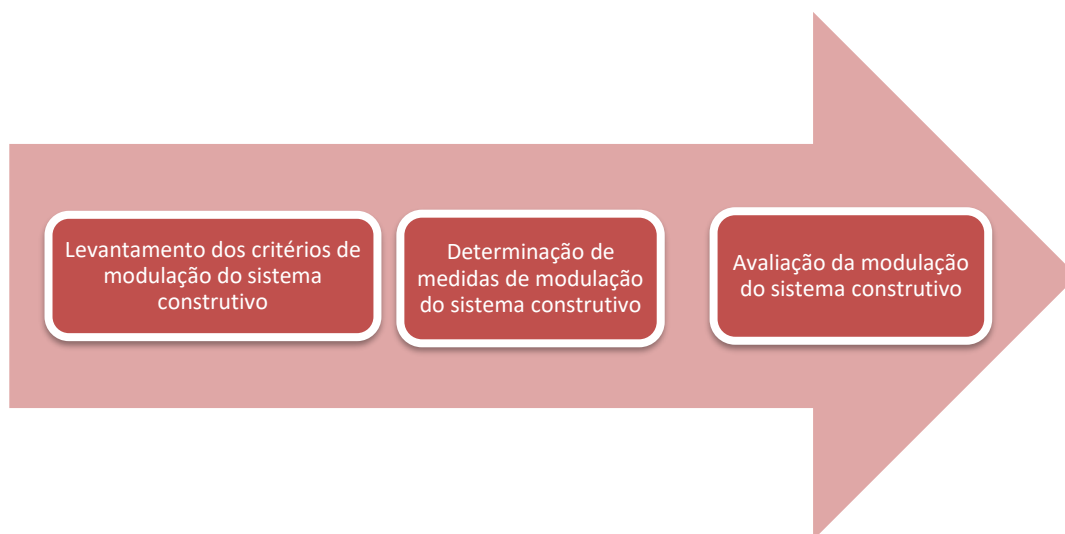 Levantamento dos critérios de
modulação do sistema
construtivo
Determinação de
medidas de modulação
do sistema construtivo
Avaliação da modulação
do sistema construtivo